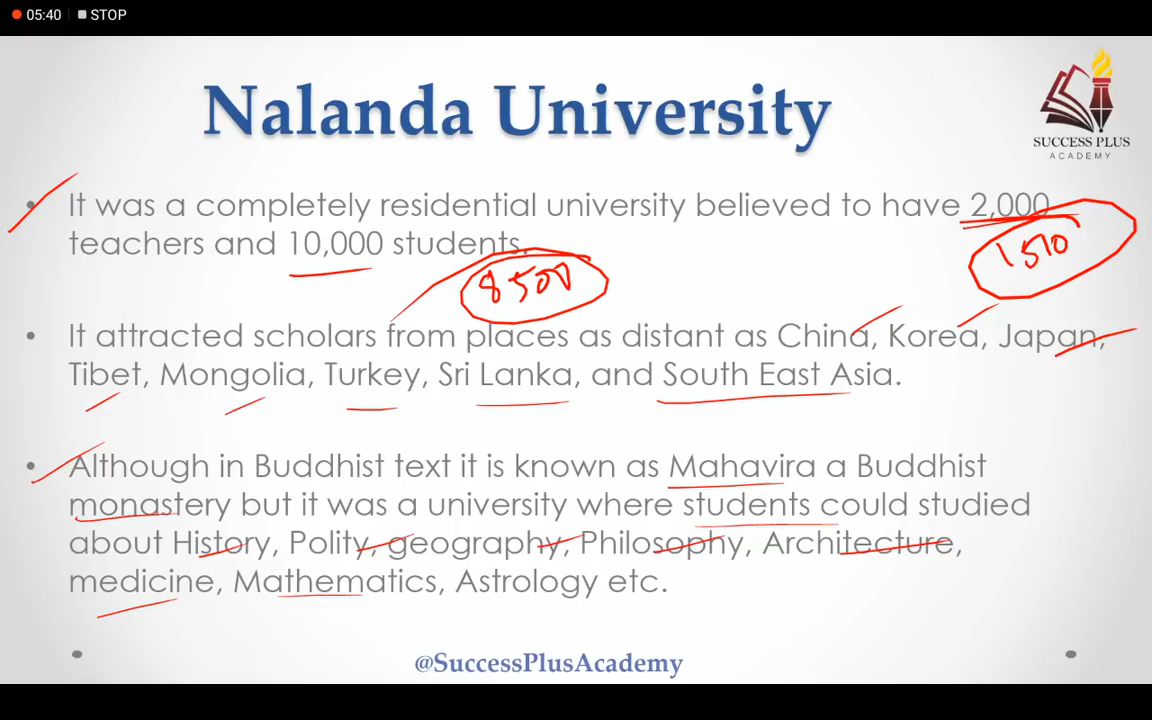 05:40 STOP
Nalanda University
SUCCESS PLUS
ACADEMY
• It was a completely residential university believed to have 2,000
teachers and 10,000 students.
1510
8500
• It attracted scholars from places as distant as China, Korea, Japan,
Tibet, Mongolia, Turkey, Sri Lanka, and South East Asia.
• Although in Buddhist text it is known as Mahavira a Buddhist
monastery but it was a university where students could studied
about History, Polity, geography, Philosophy, Architecture,
medicine, Mathematics, Astrology etc.
@SuccessPlusAcademy